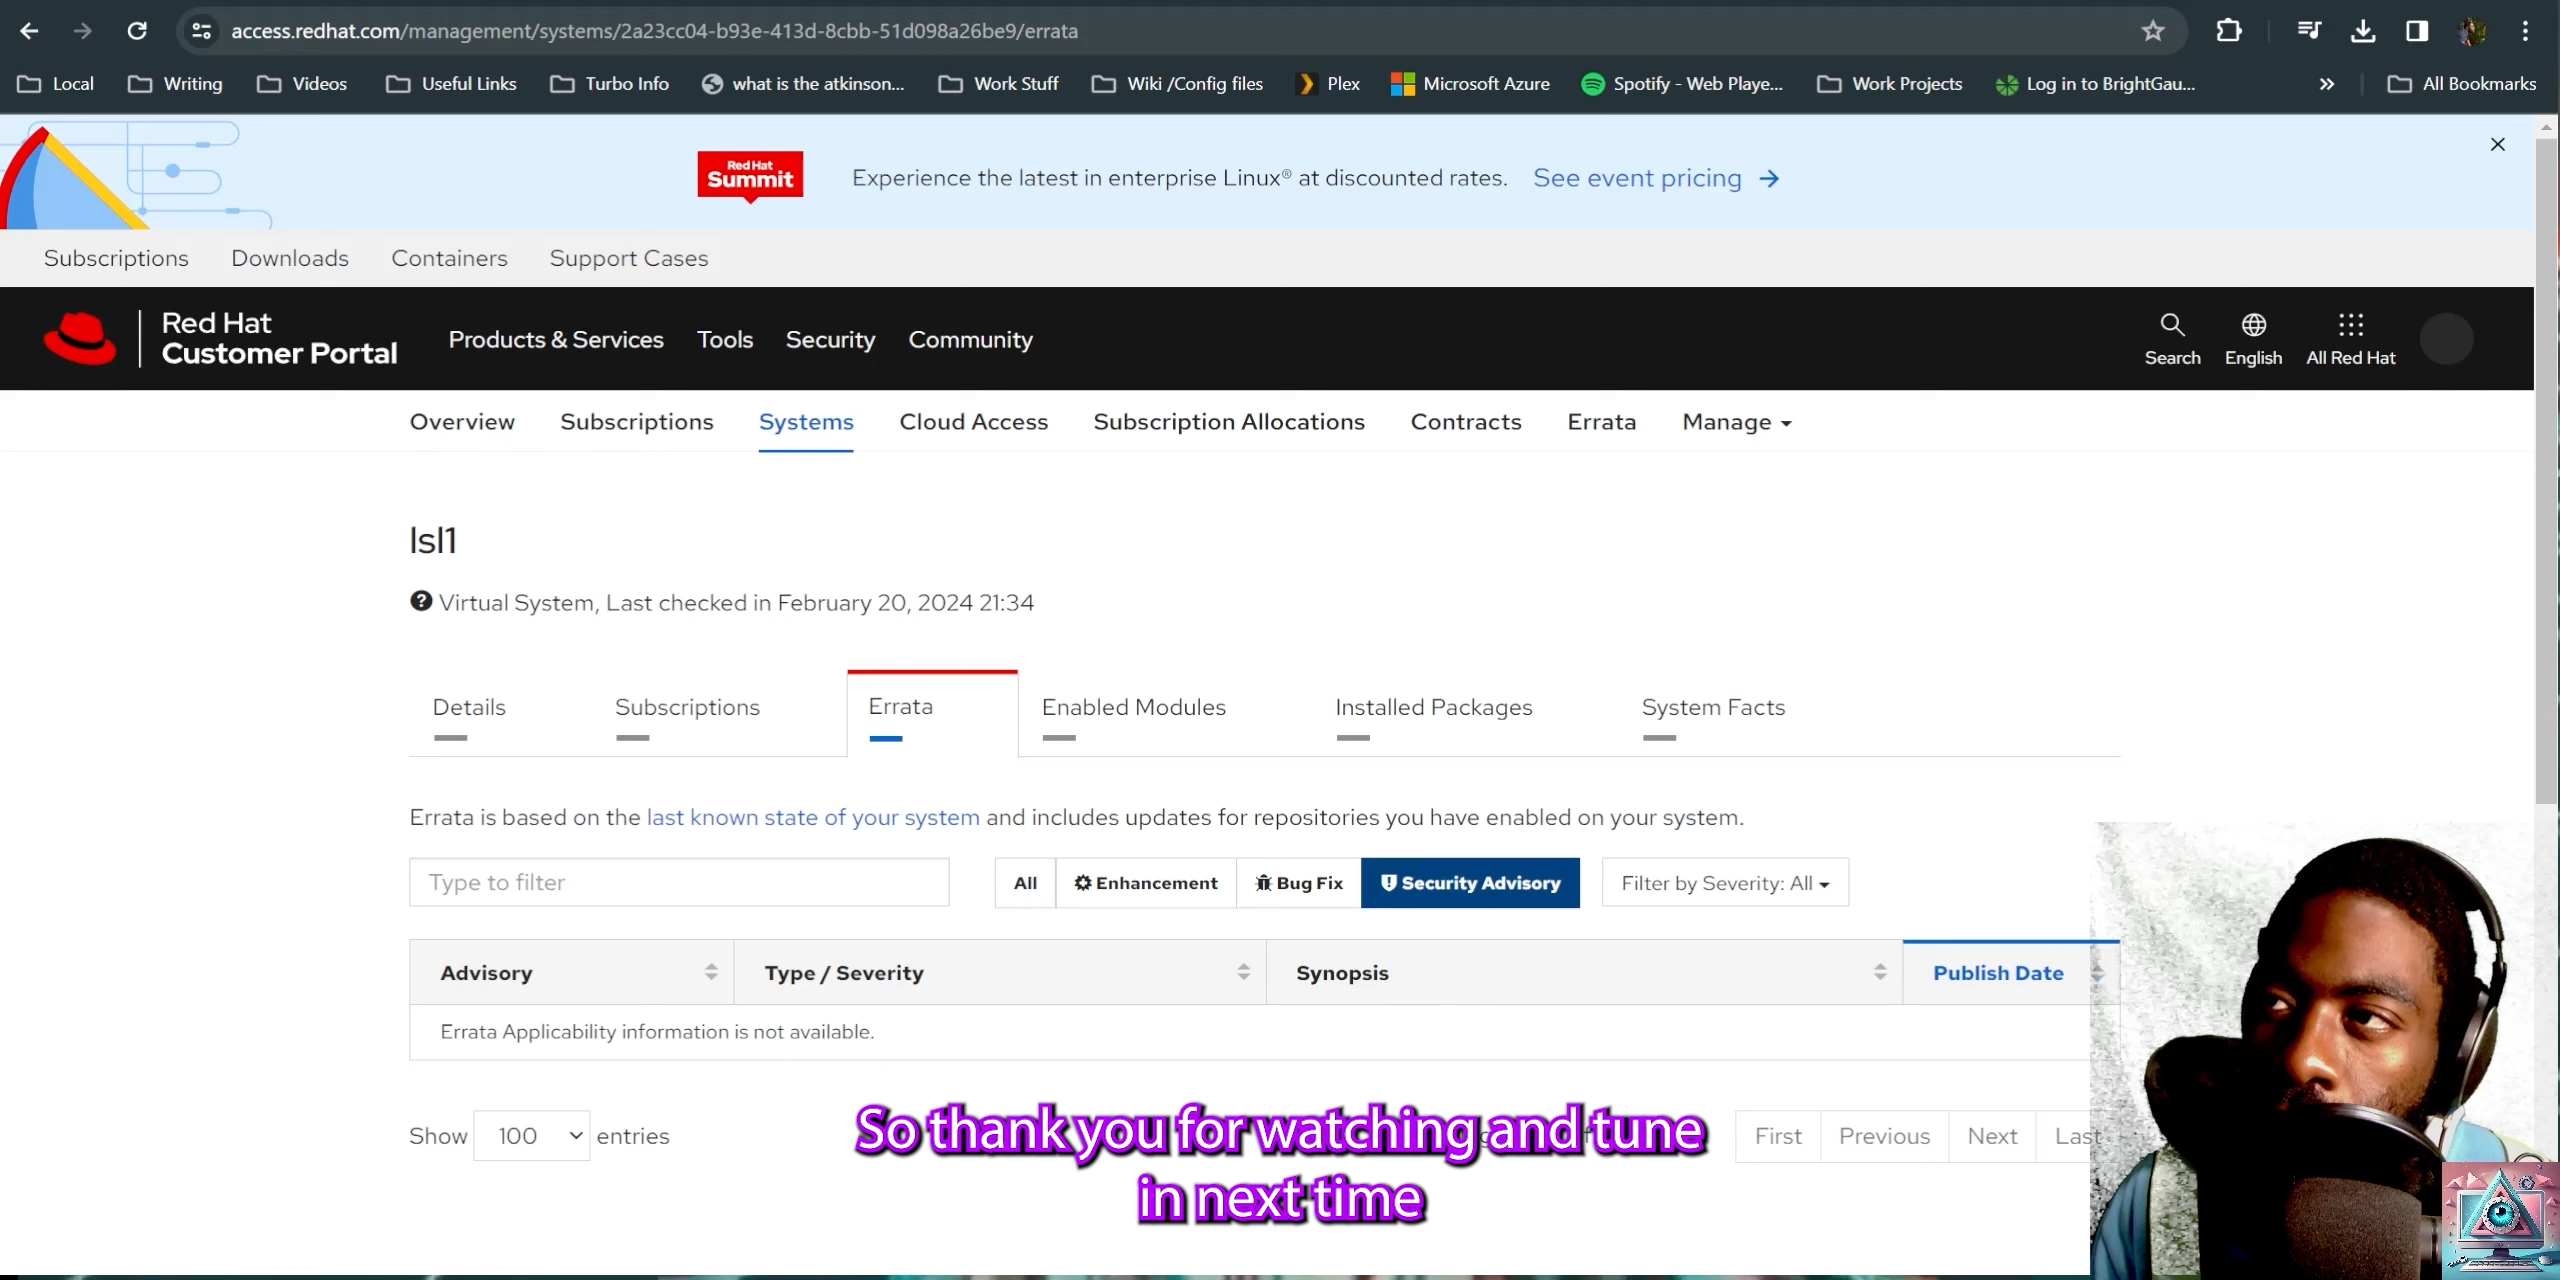 access.redhat.com/management/systems/2a23cc04-b93e-413d-8cbb-51d098a26be9/errata
Local Writing Videos Useful Links Turbo Info what is the atkinson... Work Stuff Wiki /Config files Plex Microsoft Azure Spotify - Web Playe... Work Projects Log in to BrightGau... » All Bookmarks
Red Hat
Summit
Experience the latest in enterprise Linux® at discounted rates. See event pricing →
Subscriptions Downloads Containers Support Cases
Red Hat
Customer Portal
Products & Services Tools Security Community
Search English All Red Hat
Overview Subscriptions Systems Cloud Access Subscription Allocations Contracts Errata Manage
lsl1
Virtual System, Last checked in February 20, 2024 21:34
Details Subscriptions Errata Enabled Modules Installed Packages System Facts
Errata is based on the last known state of your system and includes updates for repositories you have enabled on your system.
Type to filter All Enhancement Bug Fix Security Advisory Filter by Severity: All
Advisory Type / Severity Synopsis Publish Date
Errata Applicability information is not available.
Show 100 entries First Previous Next Last
So thank you for watching and tune
in next time